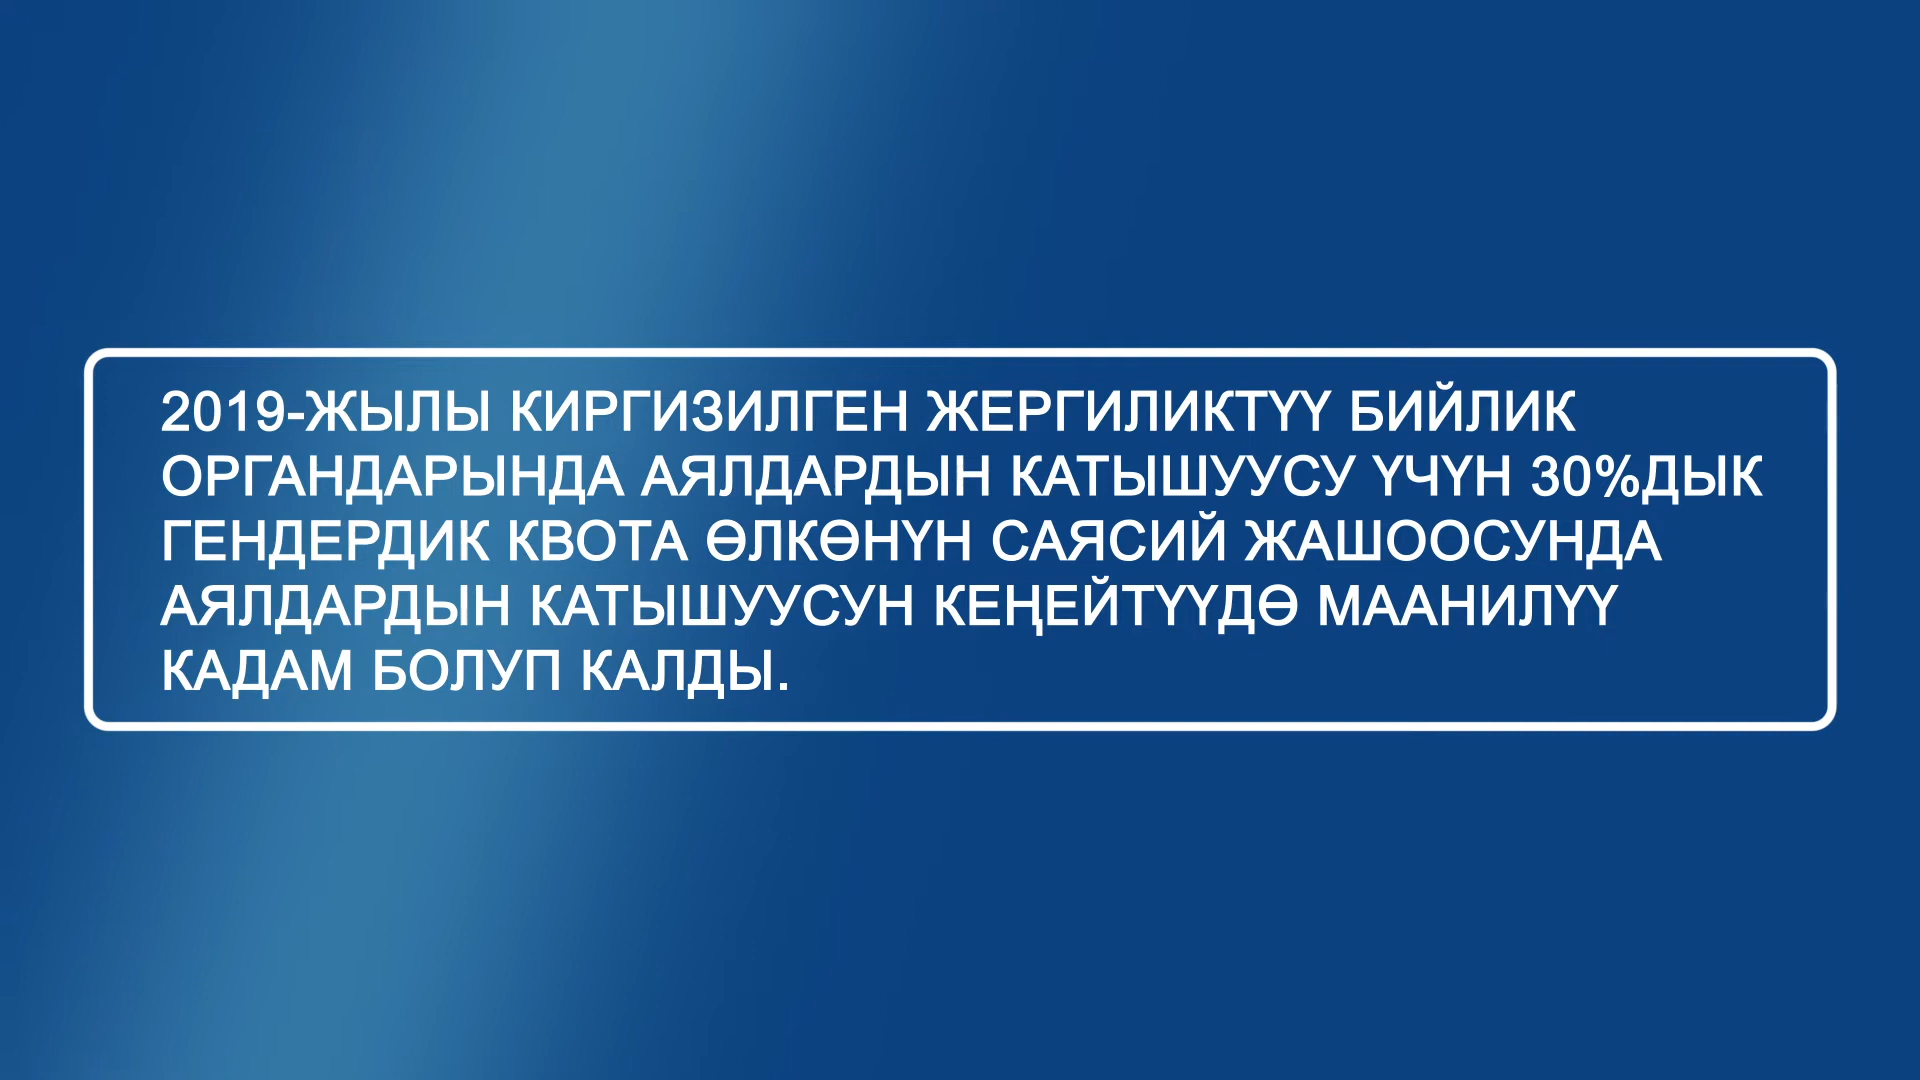 2019-ЖЫЛЫ КИРГИЗИЛГЕН ЖЕРГИЛИКТҮҮ БИЙЛИК
ОРГАНДАРЫНДА АЯЛДАРДЫН КАТЫШУУСУ ҮЧҮН 30%ДЫК
ГЕНДЕРДИК КВОТА ӨЛКӨНҮН САЯСИЙ ЖАШООСУНДА
АЯЛДАРДЫН КАТЫШУУСУН КЕҢЕЙТҮҮДӨ МААНИЛҮҮ
КАДАМ БОЛУП КАЛДЫ.